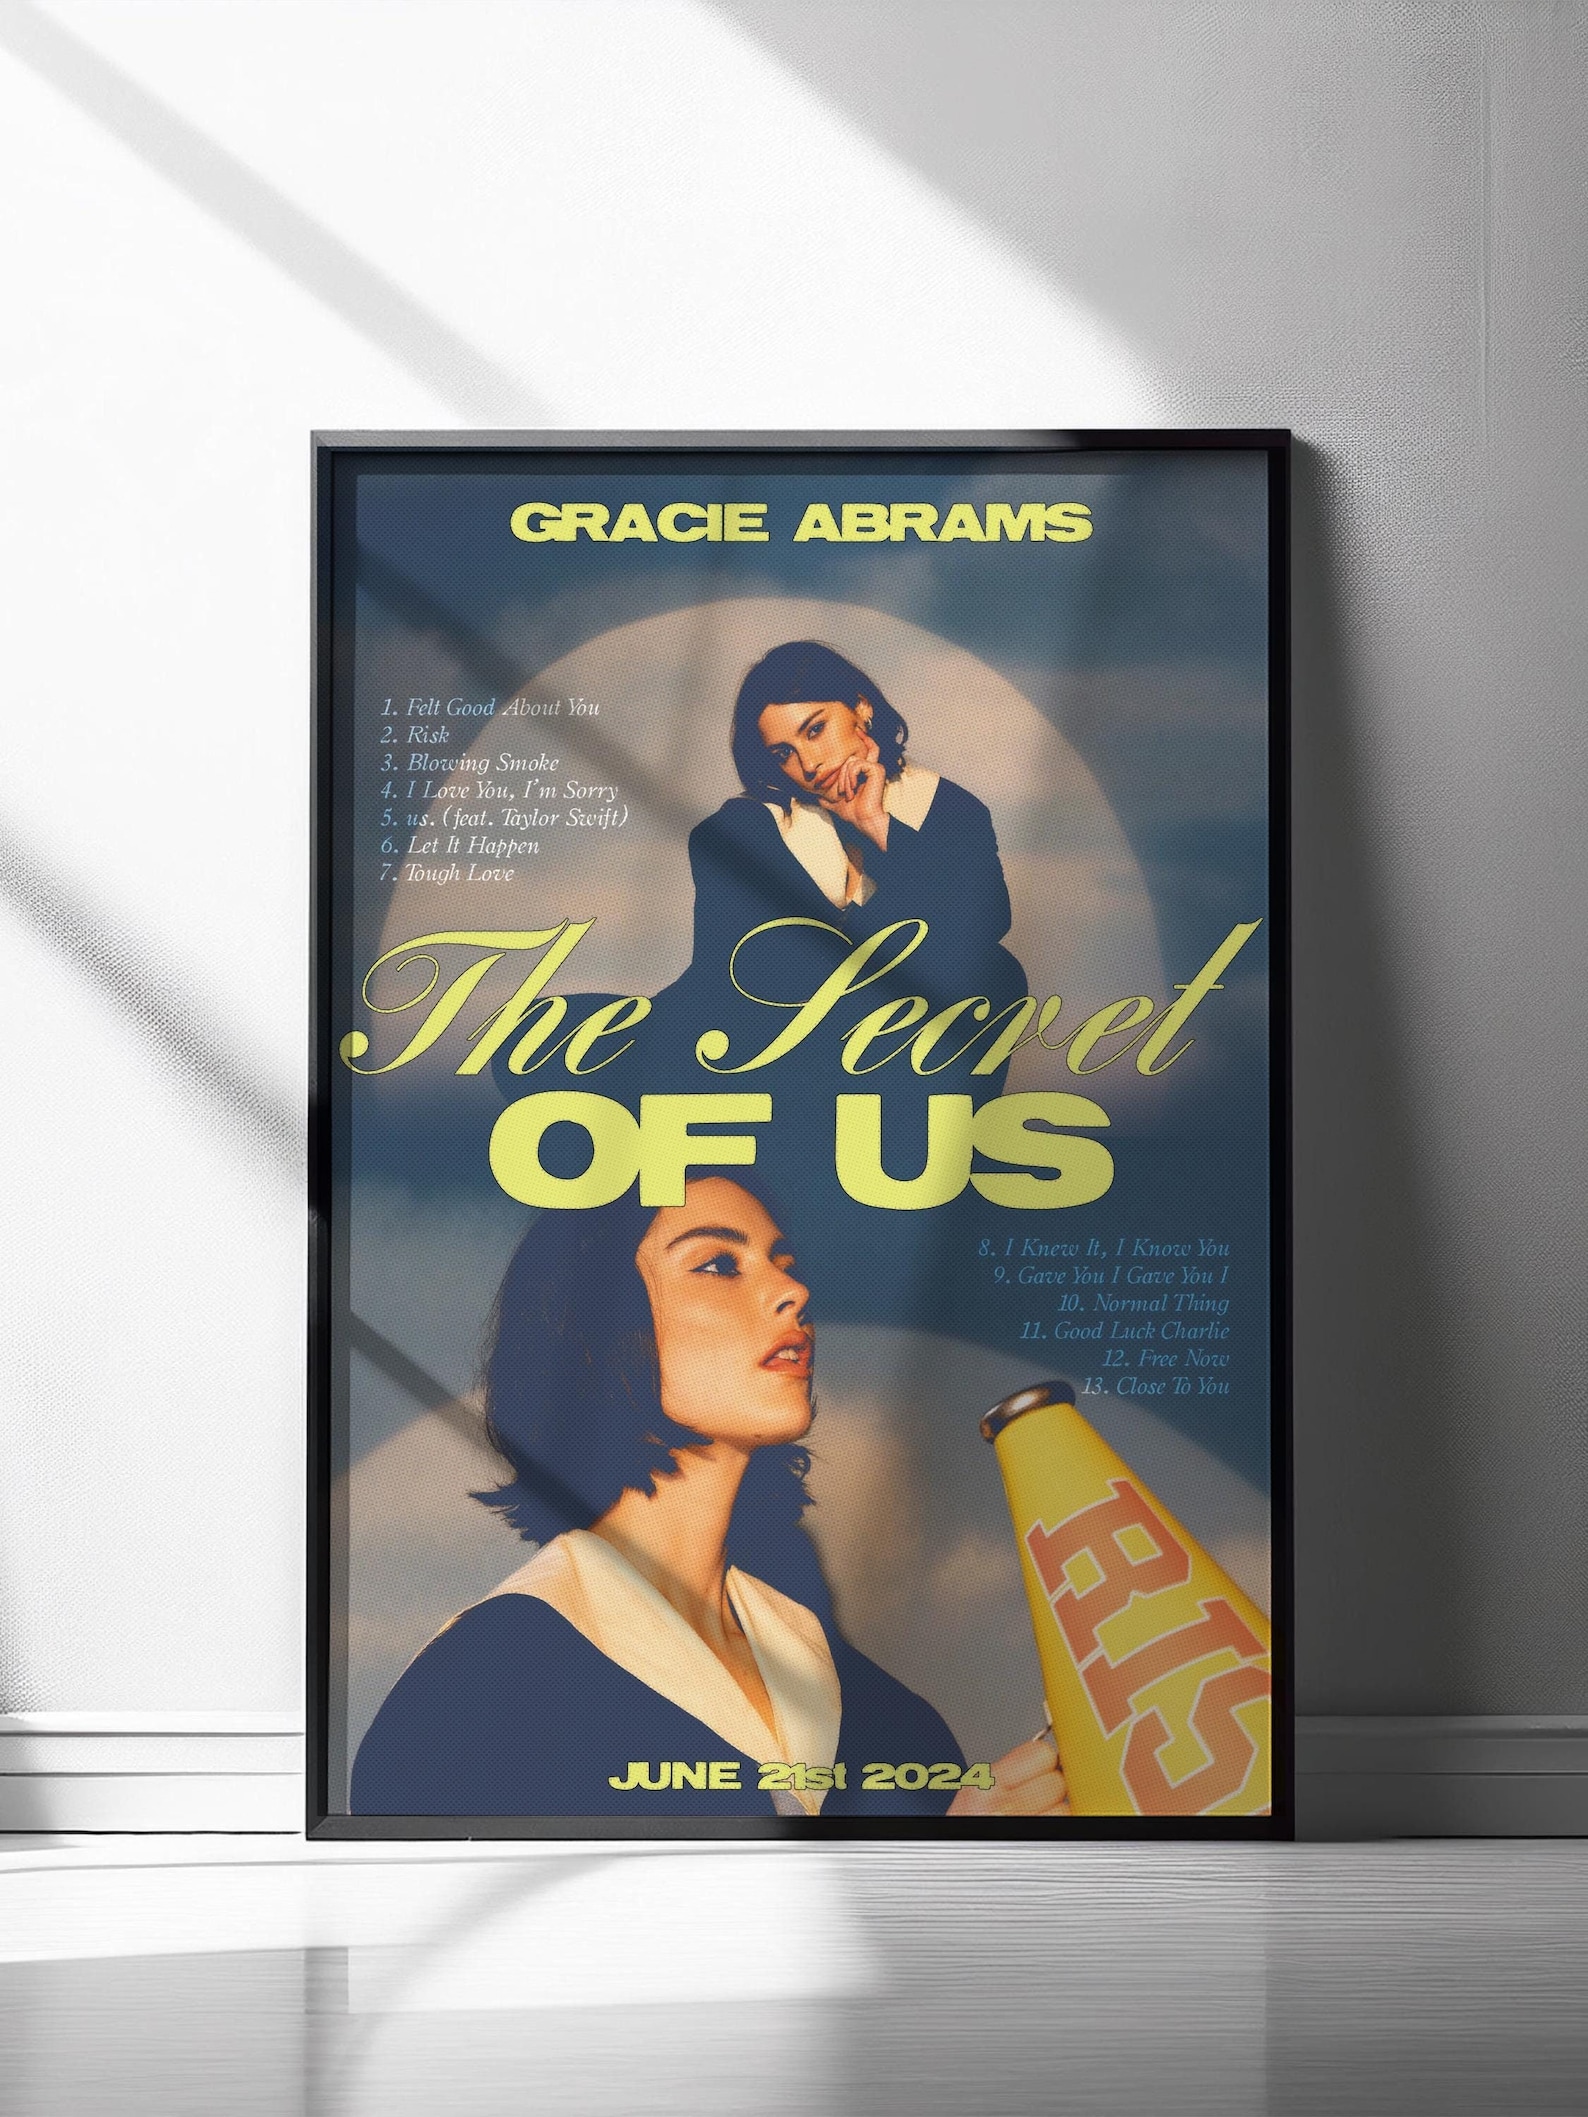 GRACIE ABRAMS
1. Felt Good About You
2. Risk
3. Blowing Smoke
4. I Love You, I'm Sorry
5. us. (feat. Taylor Swift)
6. Let It Happen
7. Tough Love
The Secret
OF US
8. I Knew It, I Know You
9. Gave You I Gave You I
10. Normal Thing
11. Good Luck Charlie
12. Free Now
13. Close To You
RIS
JUNE 21st 2024